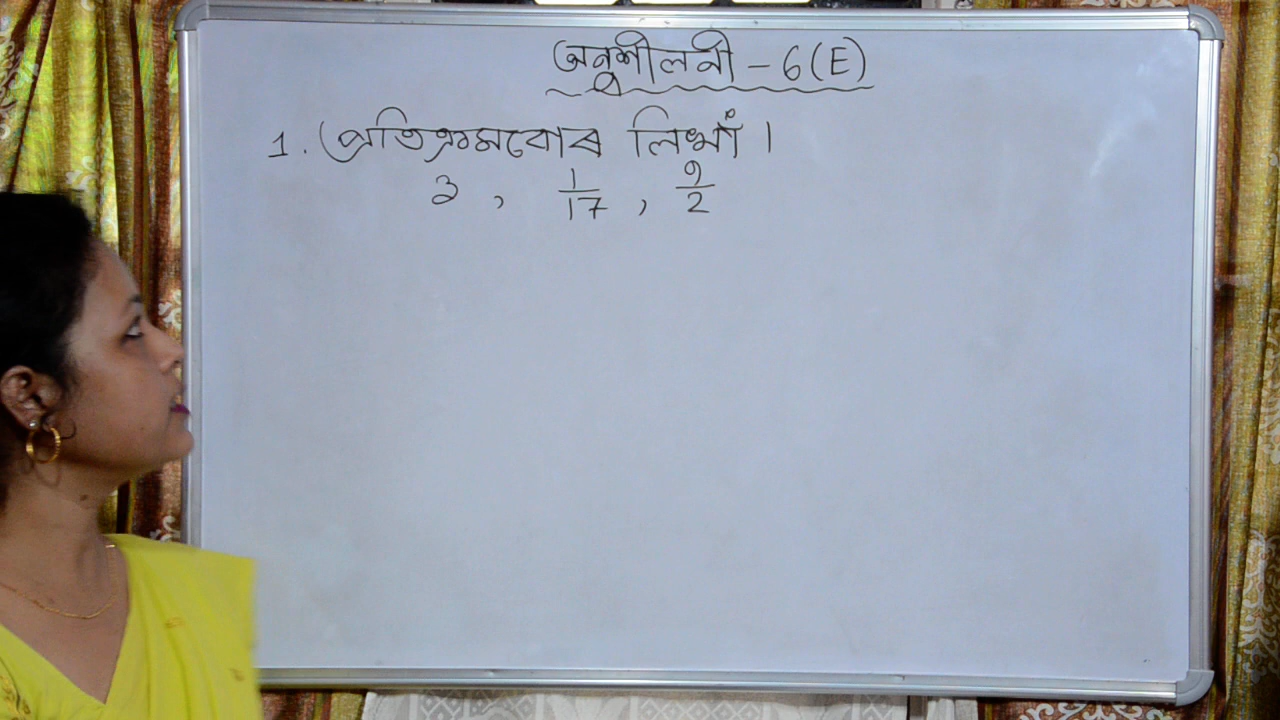 অনুশীলনী – 6(E)
1. প্ৰতিক্ৰমবোৰ লিখাঁ ।
3 , 1/17 , 9/2